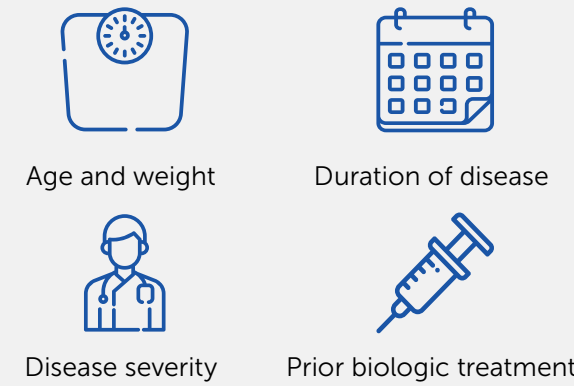 Age and weight
Duration of disease
Disease severity
Prior biologic treatment